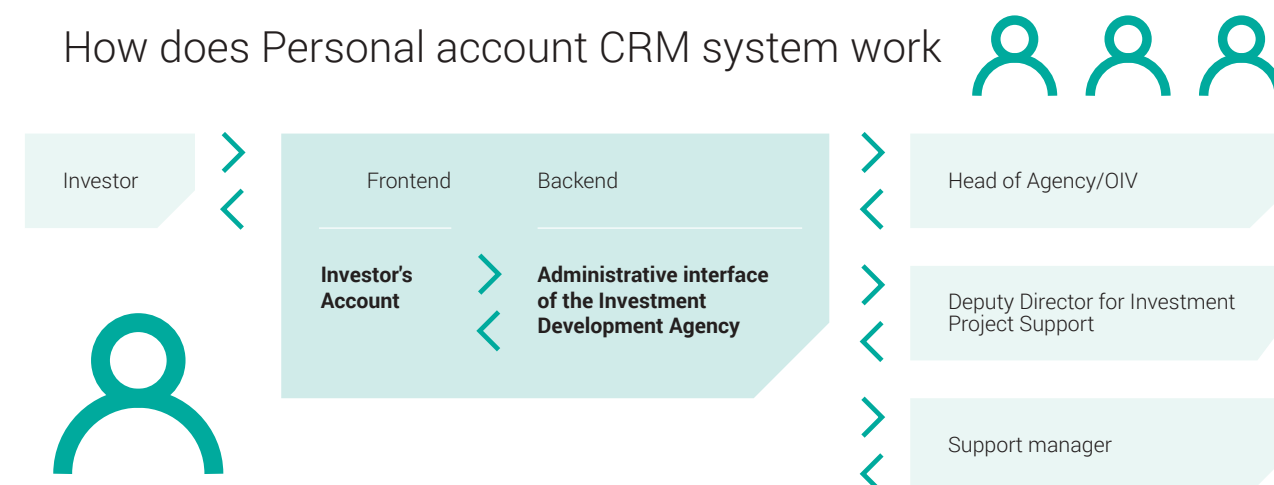 How does Personal account CRM system work
Investor
Frontend
Backend
Head of Agency/OIV
Investor's
Account
Administrative interface
of the Investment
Development Agency
Deputy Director for Investment
Project Support
Support manager